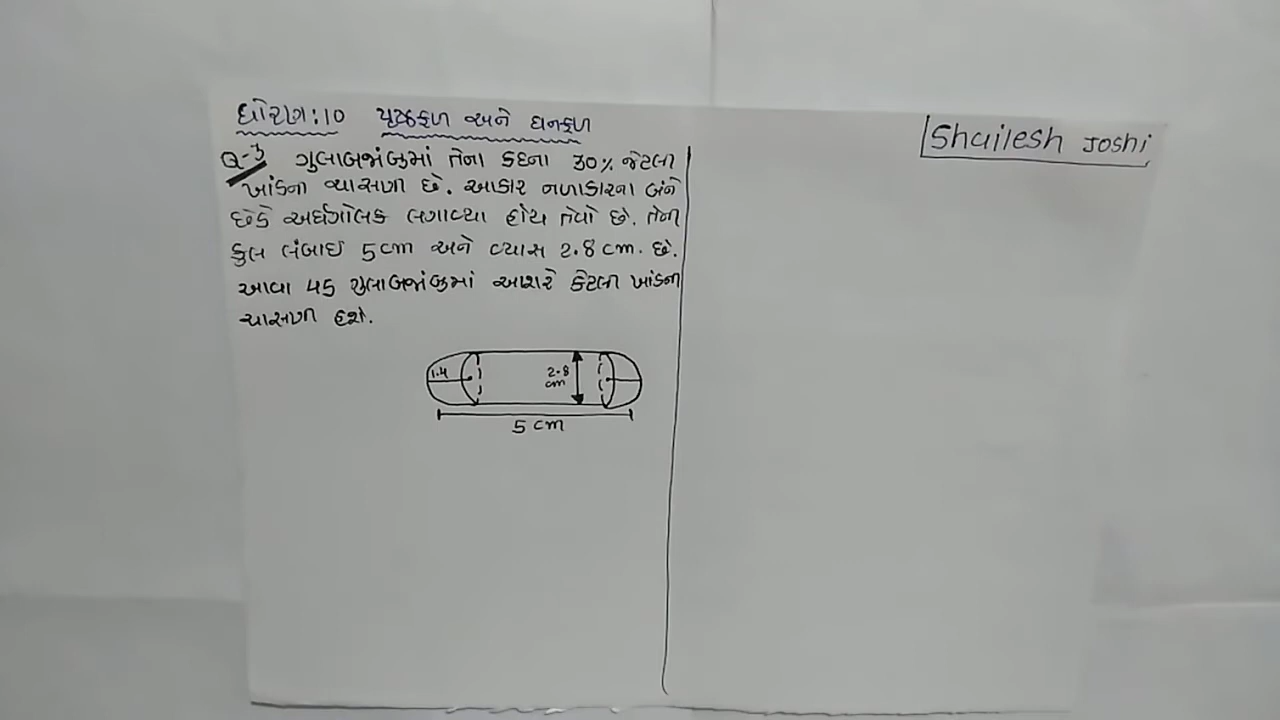 ધોરણ:10 પૃષ્ઠફળ અને ઘનફળ
Shailesh Joshi
Q-3 ગુલાબજાંબુમાં તેના કદના 30% જેટલી
ખાંડની ચાસણી છે. આકાર નળાકારના બંને
છેડે અર્ધગોલક લગાવ્યા હોય તેવો છે. તેની
કુલ લંબાઈ 5cm અને વ્યાસ 2.8 cm. છે.
આવા 45 ગુલાબજાંબુમાં આશરે કેટલી ખાંડની
ચાસણી હશે.
1.4
2.8
cm
5 cm